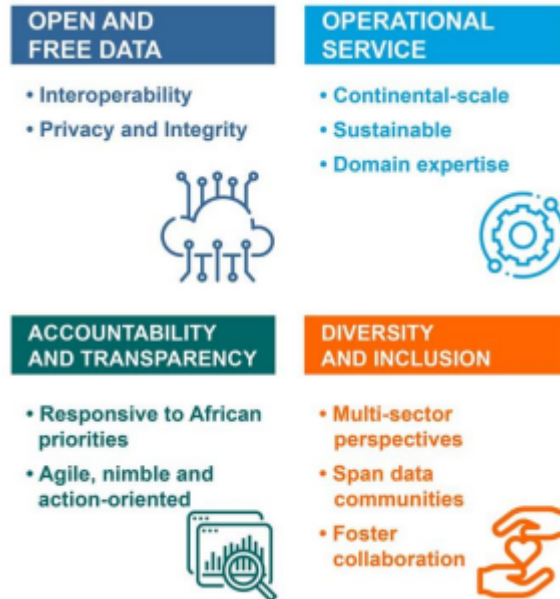 OPEN AND
FREE DATA
• Interoperability
• Privacy and Integrity
OPERATIONAL
SERVICE
• Continental-scale
• Sustainable
• Domain expertise
ACCOUNTABILITY
AND TRANSPARENCY
• Responsive to African
priorities
• Agile, nimble and
action-oriented
DIVERSITY
AND INCLUSION
• Multi-sector
perspectives
• Span data
communities
• Foster
collaboration